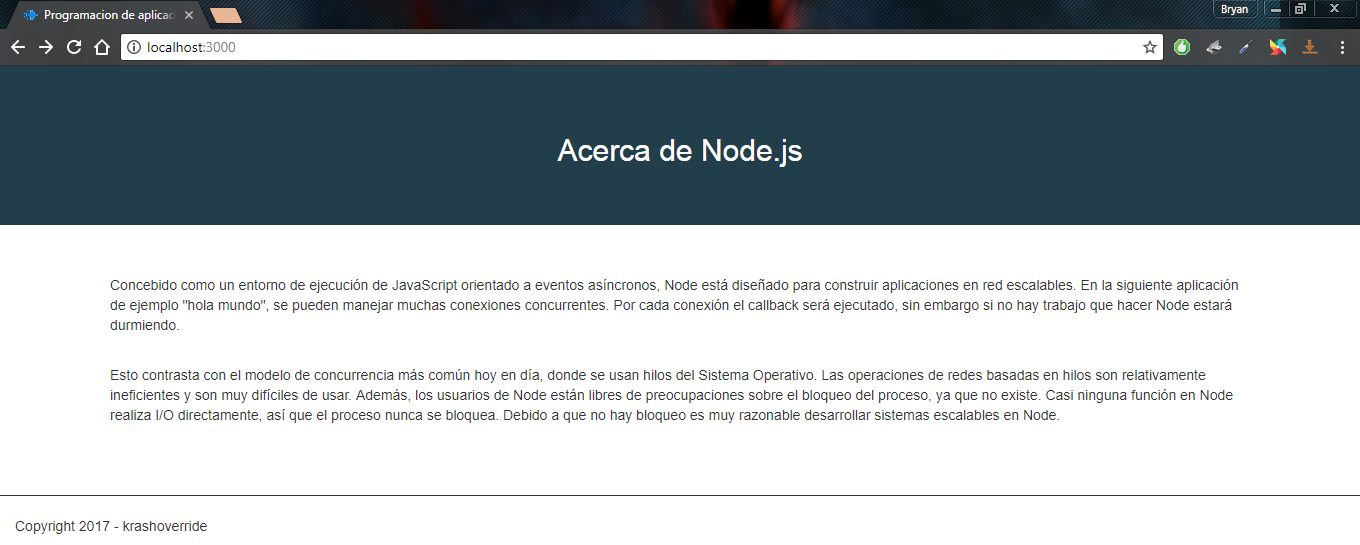 Programacion de aplicac
Bryan
localhost:3000
Acerca de Node.js
Concebido como un entorno de ejecución de JavaScript orientado a eventos asíncronos, Node está diseñado para construir aplicaciones en red escalables. En la siguiente aplicación
de ejemplo "hola mundo", se pueden manejar muchas conexiones concurrentes. Por cada conexión el callback será ejecutado, sin embargo si no hay trabajo que hacer Node estará
durmiendo.
Esto contrasta con el modelo de concurrencia más común hoy en día, donde se usan hilos del Sistema Operativo. Las operaciones de redes basadas en hilos son relativamente
ineficientes y son muy difíciles de usar. Además, los usuarios de Node están libres de preocupaciones sobre el bloqueo del proceso, ya que no existe. Casi ninguna función en Node
realiza I/O directamente, así que el proceso nunca se bloquea. Debido a que no hay bloqueo es muy razonable desarrollar sistemas escalables en Node.
Copyright 2017 - krashoverride